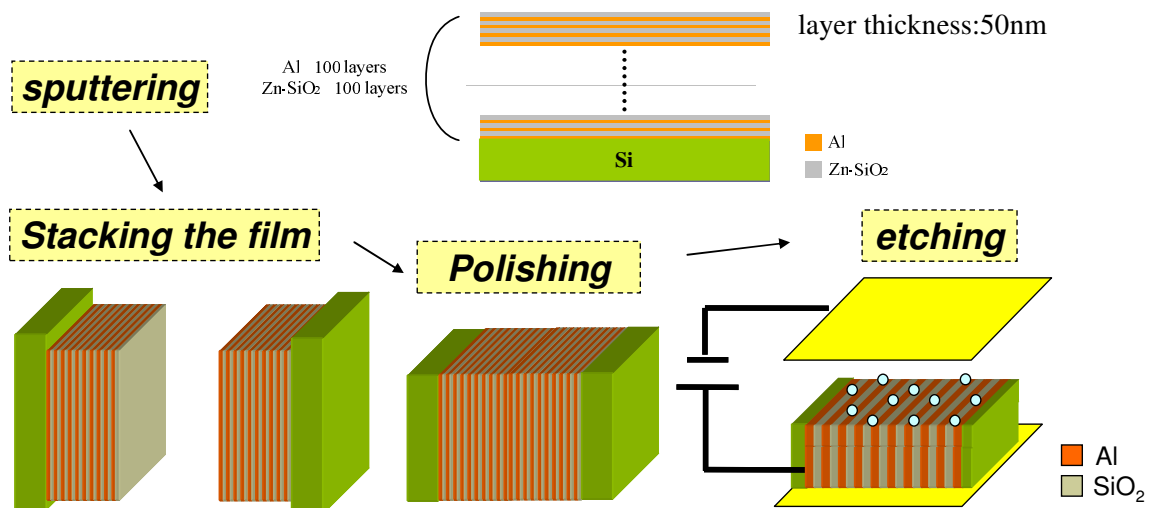 layer thickness:50nm
Al 100 layers
Zn-SiO₂ 100 layers
sputtering
Si
Al
Zn-SiO₂
Stacking the film
Polishing
etching
Al
SiO₂